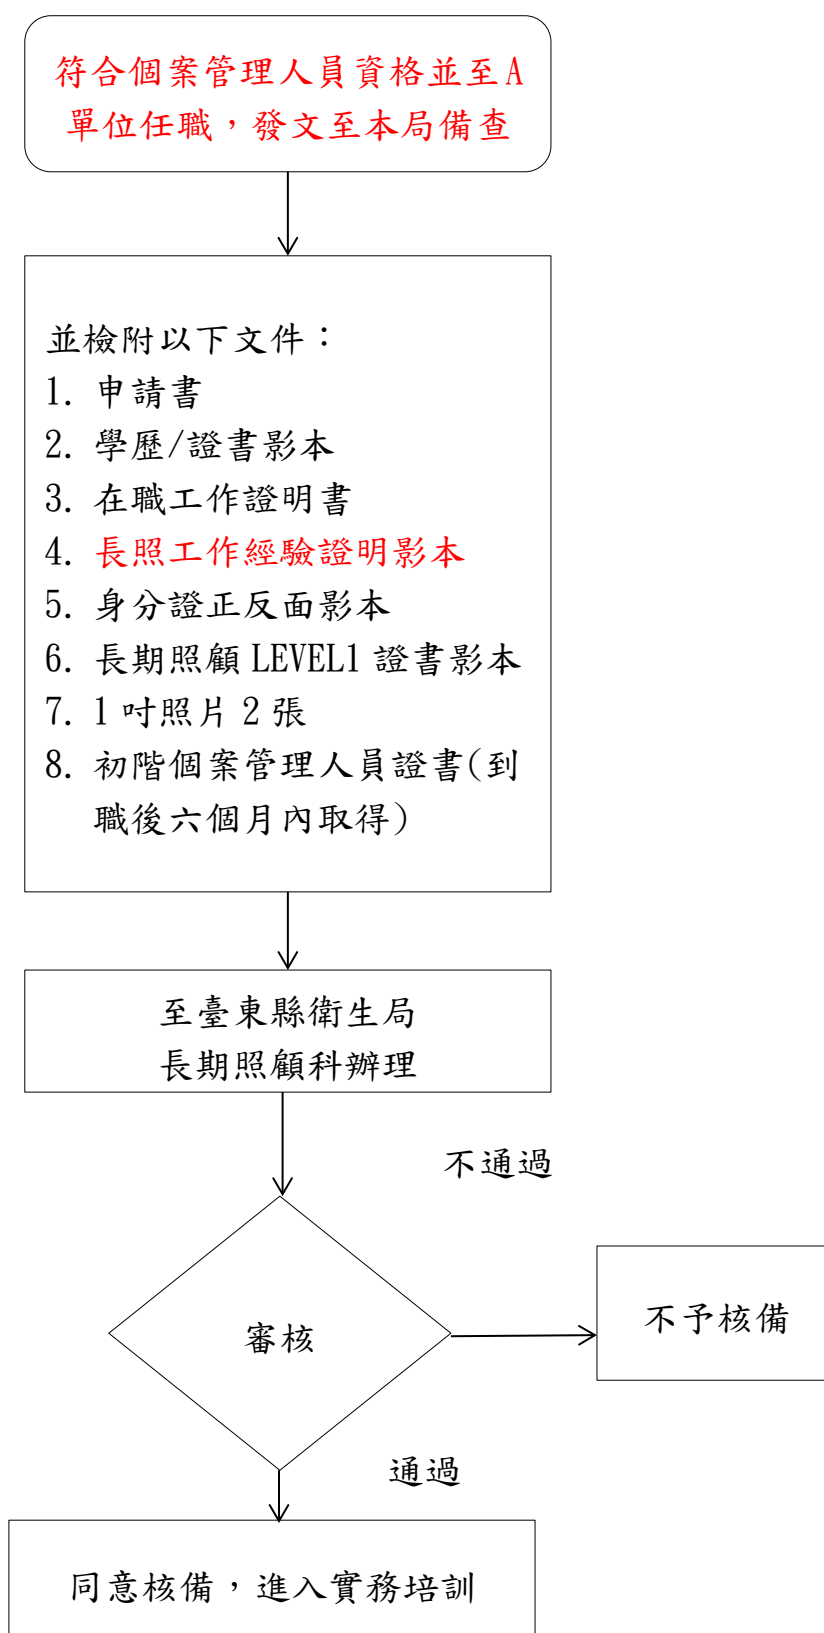 符合個案管理人員資格並至A
單位任職，發文至本局備查
並檢附以下文件：
1. 申請書
2. 學歷/證書影本
3. 在職工作證明書
4. 長照工作經驗證明影本
5. 身分證正反面影本
6. 長期照顧 LEVEL1 證書影本
7. 1 吋照片 2 張
8. 初階個案管理人員證書(到
職後六個月內取得)
至臺東縣衛生局
長期照顧科辦理
不通過
審核
不予核備
通過
同意核備，進入實務培訓